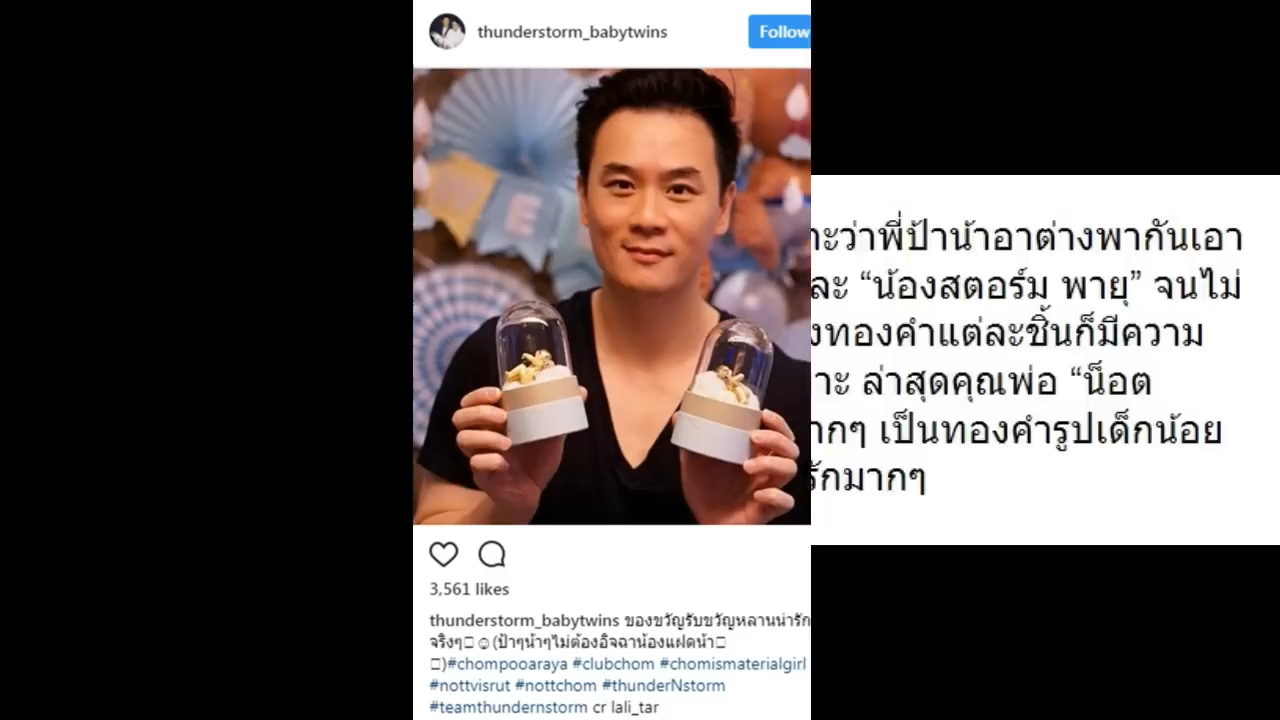 thunderstorm_babytwins
Follow
3,561 likes
thunderstorm_babytwins ของขวัญรับขวัญหลานน่ารัก
จริงๆ☺(ป้าๆน้าๆไม่ต้องอิจฉาน้องแฝดน้า
)#chompooaraya #clubchom #chomismaterialgirl
#nottvisrut #nottchom #thunderNstorm
#teamthundernstorm cr lali_tar
ะว่าพี่ป้าน้าอาต่างพากันเอา
ละ “น้องสตอร์ม พายุ” จนไม่
งทองคำแต่ละชิ้นก็มีความ
าะ ล่าสุดคุณพ่อ “น็อต
ากๆ เป็นทองคำรูปเด็กน้อย
รักมากๆ